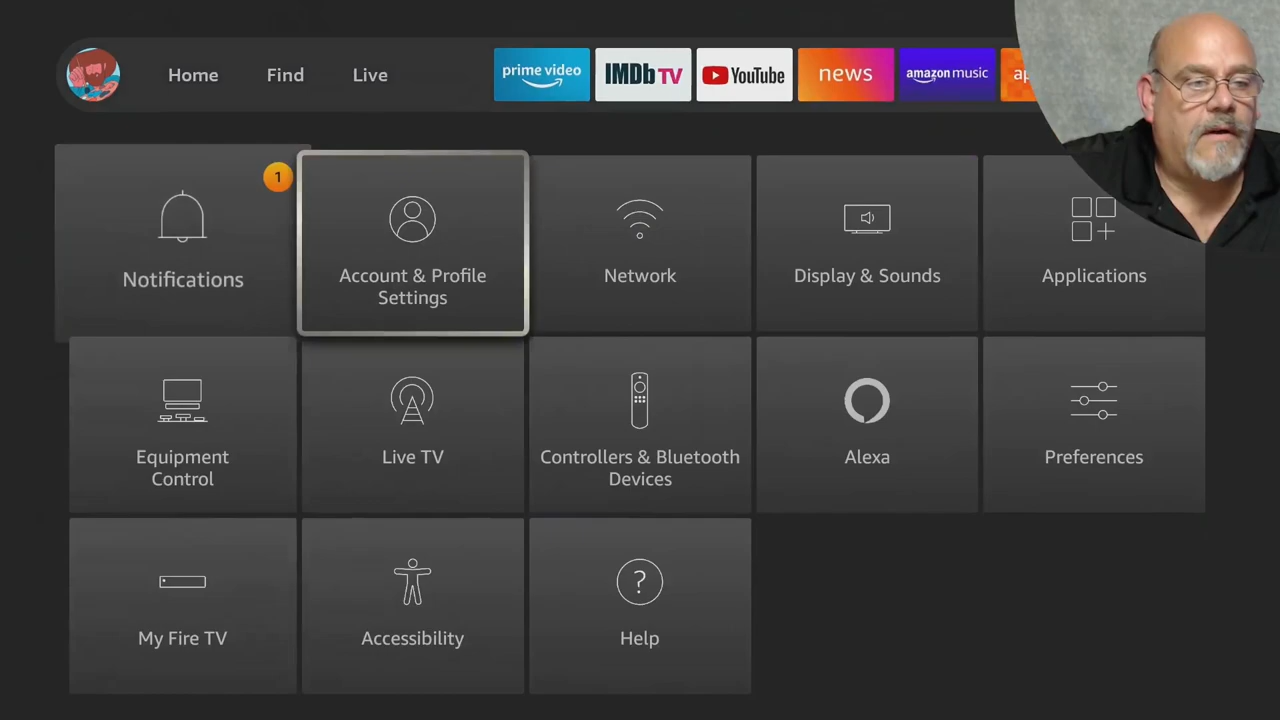 Home
Find
Live
prime video
IMDb TV
YouTube
news
amazon music
ap
1
Notifications
Account & Profile
Settings
Network
Display & Sounds
Applications
Equipment
Control
Live TV
Controllers & Bluetooth
Devices
Alexa
Preferences
My Fire TV
Accessibility
?
Help